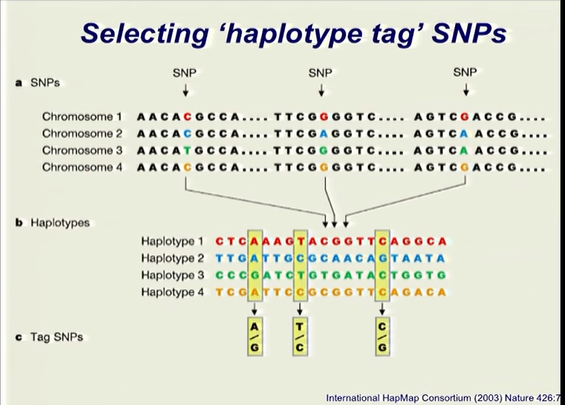 Selecting ‘haplotype tag’ SNPs
a SNPs
SNP SNP SNP
Chromosome 1 A A C A C G C C A .... T T C G G G G T C .... A G T C G A C C G ....
Chromosome 2 A A C A C G C C A .... T T C G A G G T C .... A G T C A A C C G ....
Chromosome 3 A A C A T G C C A .... T T C G G G G T C .... A G T C A A C C G ....
Chromosome 4 A A C A C G C C A .... T T C G G G G T C .... A G T C G A C C G ....
b Haplotypes
Haplotype 1 C T C A A A G T A C G G T T C A G G C A
Haplotype 2 T T G A T T G C G C A A C A G T A A T A
Haplotype 3 C C C G A T C T G T G A T A C T G G T G
Haplotype 4 T C G A T T C C G C G G T T C A G A C A
c Tag SNPs
A/G T/C C/G
International HapMap Consortium (2003) Nature 426:7